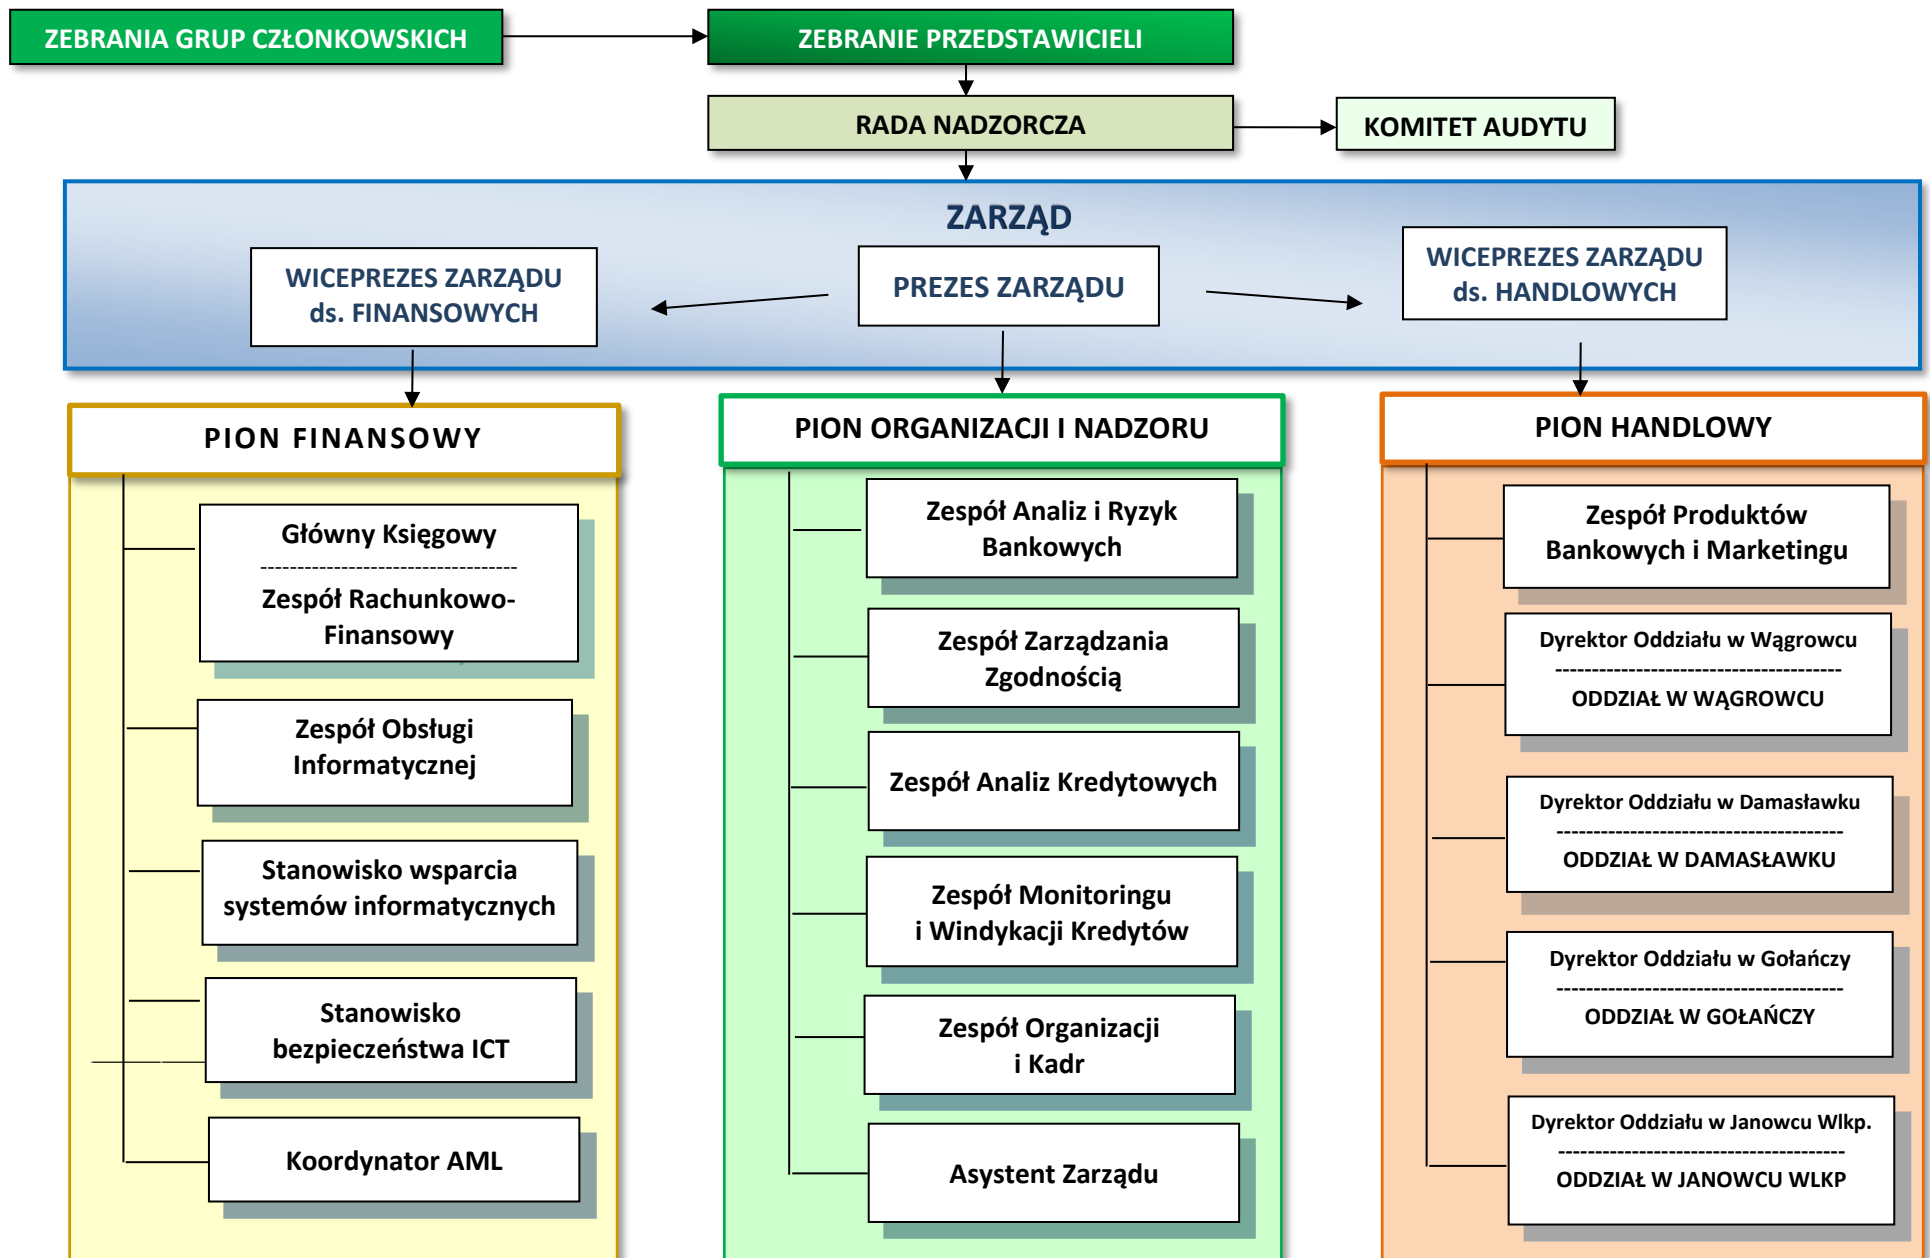 ZEBRANIA GRUP CZŁONKOWSKICH
ZEBRANIE PRZEDSTAWICIELI
RADA NADZORCZA
KOMITET AUDYTU
ZARZĄD
WICEPREZES ZARZĄDU
ds. FINANSOWYCH
PREZES ZARZĄDU
WICEPREZES ZARZĄDU
ds. HANDLOWYCH
PION FINANSOWY
Główny Księgowy
-----------------------------------
Zespół Rachunkowo-
Finansowy
Zespół Obsługi
Informatycznej
Stanowisko wsparcia
systemów informatycznych
Stanowisko
bezpieczeństwa ICT
Koordynator AML
PION ORGANIZACJI I NADZORU
Zespół Analiz i Ryzyk
Bankowych
Zespół Zarządzania
Zgodnością
Zespół Analiz Kredytowych
Zespół Monitoringu
i Windykacji Kredytów
Zespół Organizacji
i Kadr
Asystent Zarządu
PION HANDLOWY
Zespół Produktów
Bankowych i Marketingu
Dyrektor Oddziału w Wągrowcu
---------------------------------------
ODDZIAŁ W WĄGROWCU
Dyrektor Oddziału w Damasławku
---------------------------------------
ODDZIAŁ W DAMASŁAWKU
Dyrektor Oddziału w Gołańczy
---------------------------------------
ODDZIAŁ W GOŁAŃCZY
Dyrektor Oddziału w Janowcu Wlkp.
---------------------------------------
ODDZIAŁ W JANOWCU WLKP